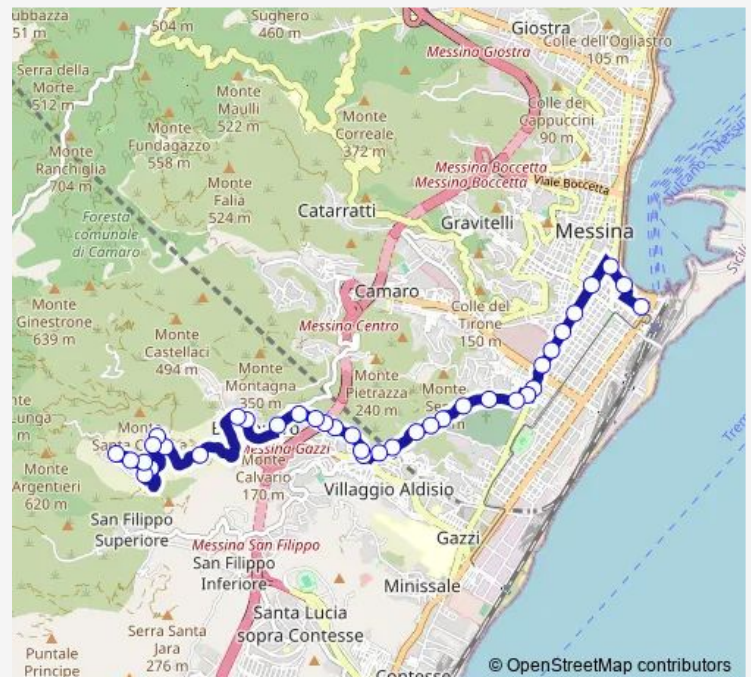 504 m
Sughero
460 m
Giostra
Colle dell'Ogliastro
105 m
Messina Giostra
Serra della
Morte
512 m
Monte
Maulli
522 m
Colle dei
Cappuccini
90 m
Monte
Correale
372 m
Monte
Fundagazzo
558 m
Monte
Ranchiglia
704 m
Messina Boccetta
Messina Boccetta
Viale Boccetta
Monte
Falia
524 m
Catarratti
Gravitelli
Messina
Foresta
comunale
di Camaro
Camaro
Monte
Ginestrone
639 m
Messina Centro
Colle del
Tirone
150 m
Monte
Castellaci
494 m
Monte
Montagna
350 m
Monte
Pietrazza
240 m
Monte
Messina Gazzi
Monte
Calvario
170 m
Monte
Argentieri
620 m
Villaggio Aldisio
San Filippo
Superiore
Gazzi
Messina San Filippo
San Filippo
Inferiore
Minissale
Santa Lucia
sopra Contesse
Serra Santa
Jara
276 m
Puntale
Principe
Contesse
© OpenStreetMap contributors